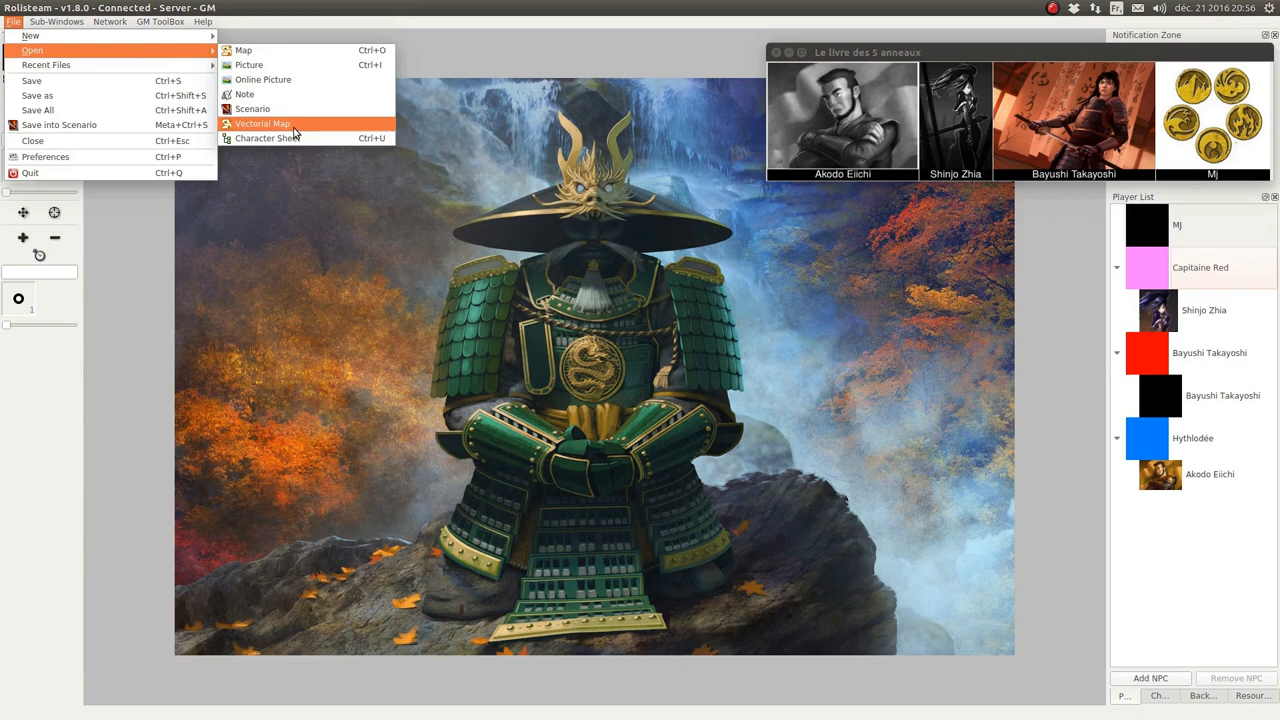 Rolisteam - v1.8.0 - Connected - Server - GM
Fr₁
déc. 21 2016 20:56
File Sub-Windows Network GM ToolBox Help
New
Open
Recent Files
Save Ctrl+S
Save as Ctrl+Shift+S
Save All Ctrl+Shift+A
Save into Scenario Meta+Ctrl+S
Close Ctrl+Esc
Preferences Ctrl+P
Quit Ctrl+Q
Map Ctrl+O
Picture Ctrl+I
Online Picture
Note
Scenario
Vectorial Map
Character Sheet Ctrl+U
1
Le livre des 5 anneaux
Akodo Eiichi
Shinjo Zhia
Bayushi Takayoshi
Mj
Notification Zone
Player List
MJ
Capitaine Red
Shinjo Zhia
Bayushi Takayoshi
Bayushi Takayoshi
Hythlodée
Akodo Eiichi
Add NPC Remove NPC
P... Ch... Back... Resour...